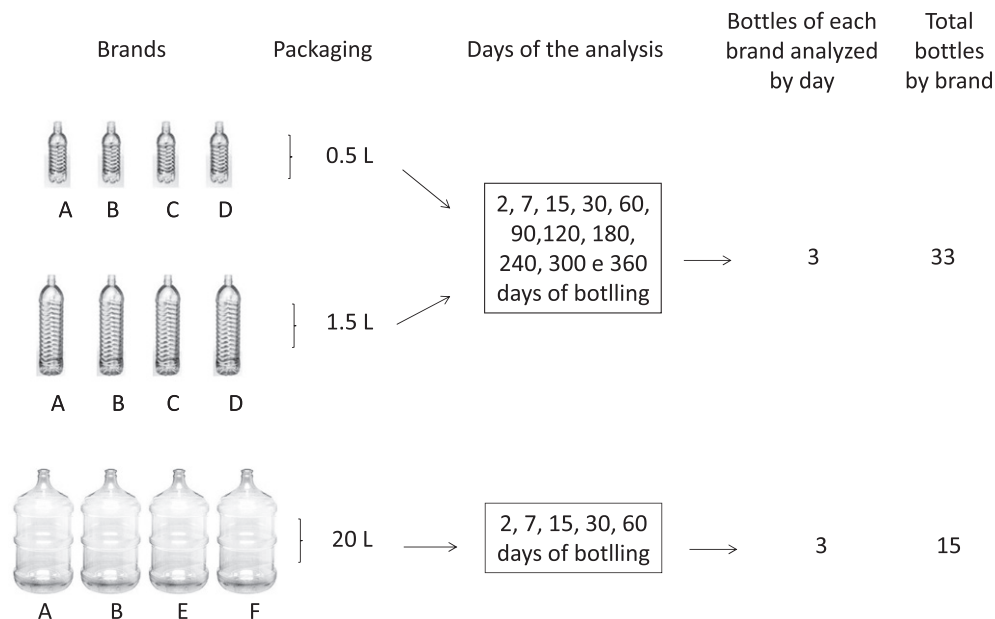 Brands
Packaging
Days of the analysis
Bottles of each
brand analyzed
by day
Total
bottles
by brand
A B C D
0.5 L
2, 7, 15, 30, 60,
90,120, 180,
240, 300 e 360
days of botlling
3
33
A B C D
1.5 L
A B E F
20 L
2, 7, 15, 30, 60
days of botlling
3
15